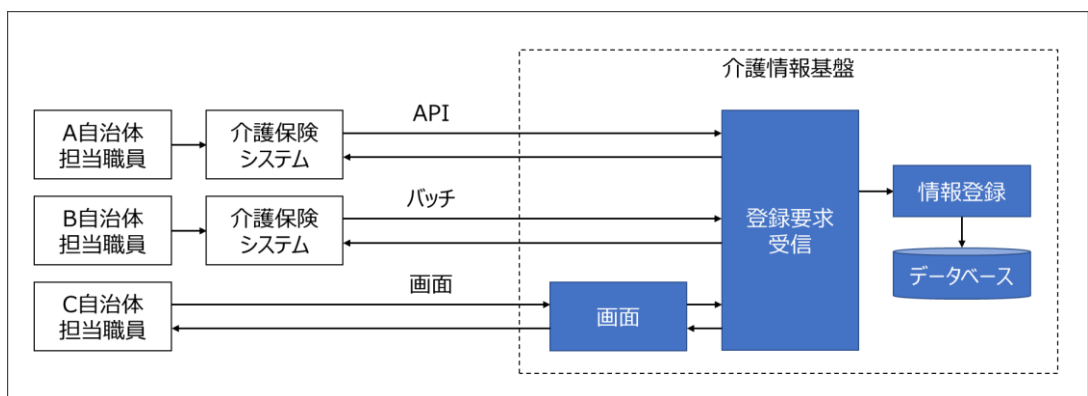 介護情報基盤
A自治体
担当職員
介護保険
システム
API
B自治体
担当職員
介護保険
システム
バッチ
C自治体
担当職員
画面
画面
登録要求
受信
情報登録
データベース